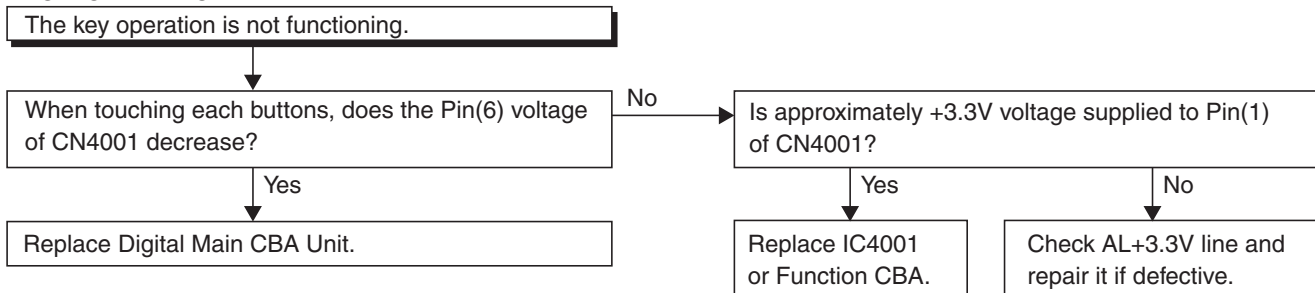 The key operation is not functioning.
When touching each buttons, does the Pin(6) voltage
of CN4001 decrease?
No
Is approximately +3.3V voltage supplied to Pin(1)
of CN4001?
Yes
Yes
No
Replace Digital Main CBA Unit.
Replace IC4001
or Function CBA.
Check AL+3.3V line and
repair it if defective.